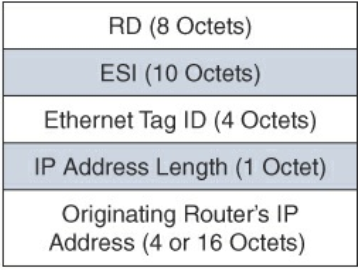 RD (8 Octets)
ESI (10 Octets)
Ethernet Tag ID (4 Octets)
IP Address Length (1 Octet)
Originating Router's IP
Address (4 or 16 Octets)